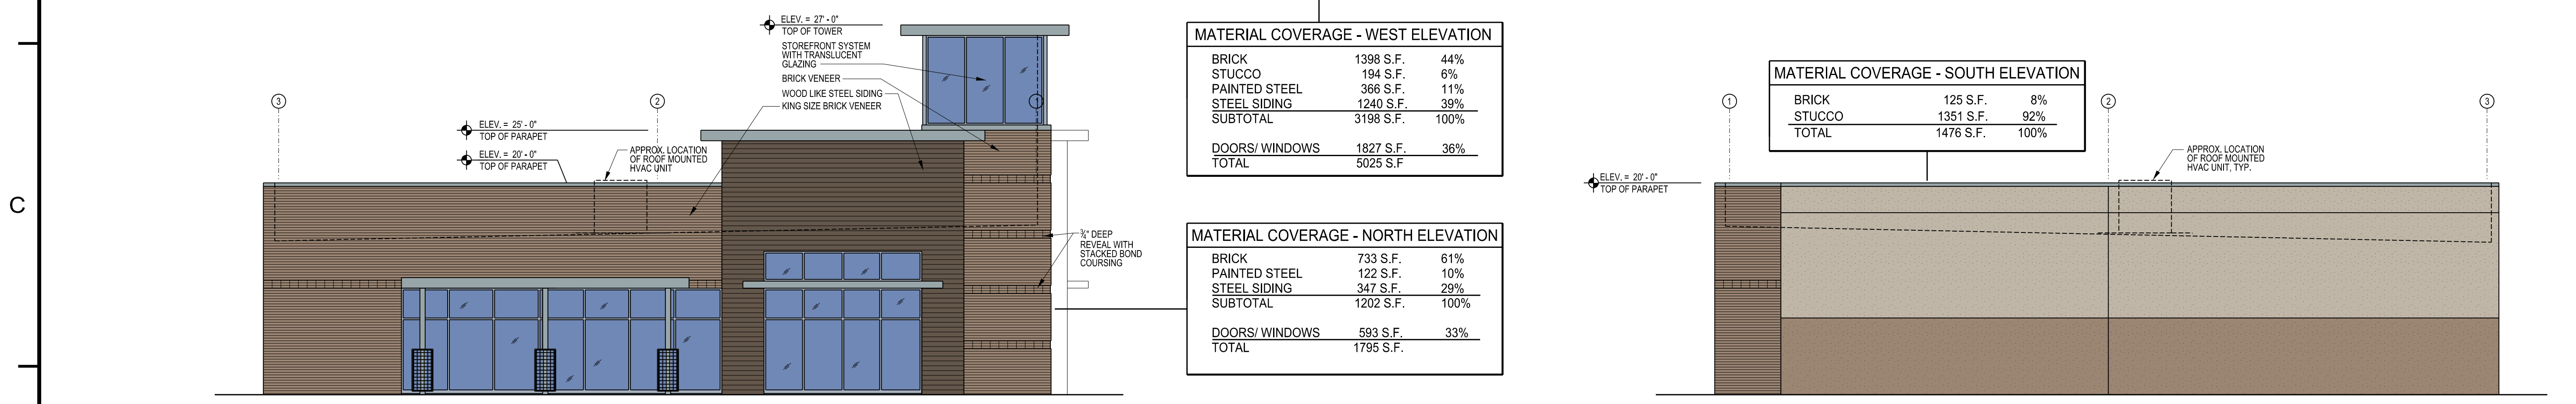 C
3
2
1
ELEV. = 27' - 0"
TOP OF TOWER
STOREFRONT SYSTEM
WITH TRANSLUCENT
GLAZING
BRICK VENEER
WOOD LIKE STEEL SIDING
KING SIZE BRICK VENEER
ELEV. = 25' - 0"
TOP OF PARAPET
ELEV. = 20' - 0"
TOP OF PARAPET
APPROX. LOCATION
OF ROOF MOUNTED
HVAC UNIT
¾" DEEP
REVEAL WITH
STACKED BOND
COURSING
MATERIAL COVERAGE - WEST ELEVATION
BRICK 1398 S.F. 44%
STUCCO 194 S.F. 6%
PAINTED STEEL 366 S.F. 11%
STEEL SIDING 1240 S.F. 39%
SUBTOTAL 3198 S.F. 100%
DOORS/ WINDOWS 1827 S.F. 36%
TOTAL 5025 S.F
MATERIAL COVERAGE - NORTH ELEVATION
BRICK 733 S.F. 61%
PAINTED STEEL 122 S.F. 10%
STEEL SIDING 347 S.F. 29%
SUBTOTAL 1202 S.F. 100%
DOORS/ WINDOWS 593 S.F. 33%
TOTAL 1795 S.F.
MATERIAL COVERAGE - SOUTH ELEVATION
BRICK 125 S.F. 8%
STUCCO 1351 S.F. 92%
TOTAL 1476 S.F. 100%
1
2
3
APPROX. LOCATION
OF ROOF MOUNTED
HVAC UNIT, TYP.
ELEV. = 20' - 0"
TOP OF PARAPET